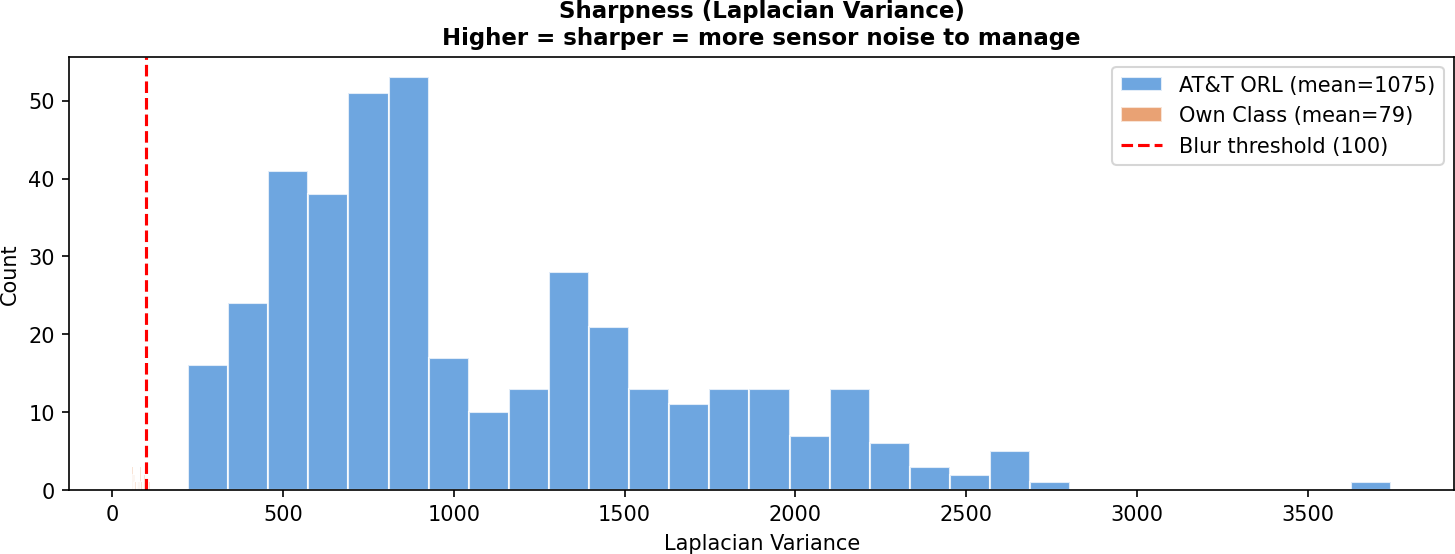 Sharpness (Laplacian Variance)
Higher = sharper = more sensor noise to manage
AT&T ORL (mean=1075)
Own Class (mean=79)
Blur threshold (100)
Count
50
40
30
20
10
0
0 500 1000 1500 2000 2500 3000 3500
Laplacian Variance